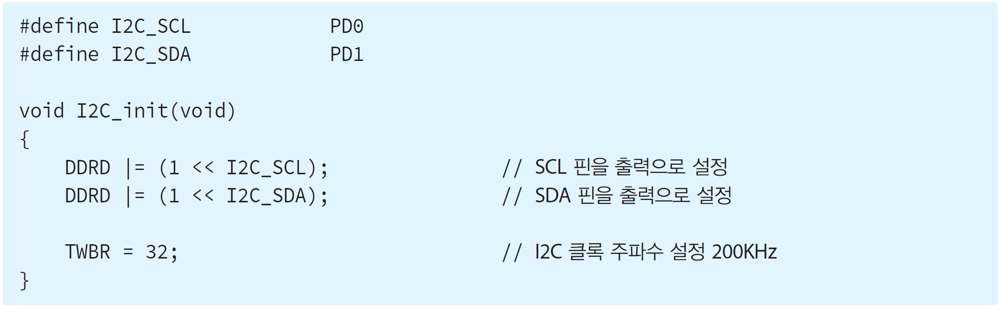 #define I2C_SCL PD0
#define I2C_SDA PD1
void I2C_init(void)
{
DDRD |= (1 << I2C_SCL); // SCL 핀을 출력으로 설정
DDRD |= (1 << I2C_SDA); // SDA 핀을 출력으로 설정
TWBR = 32; // I2C 클록 주파수 설정 200KHz
}